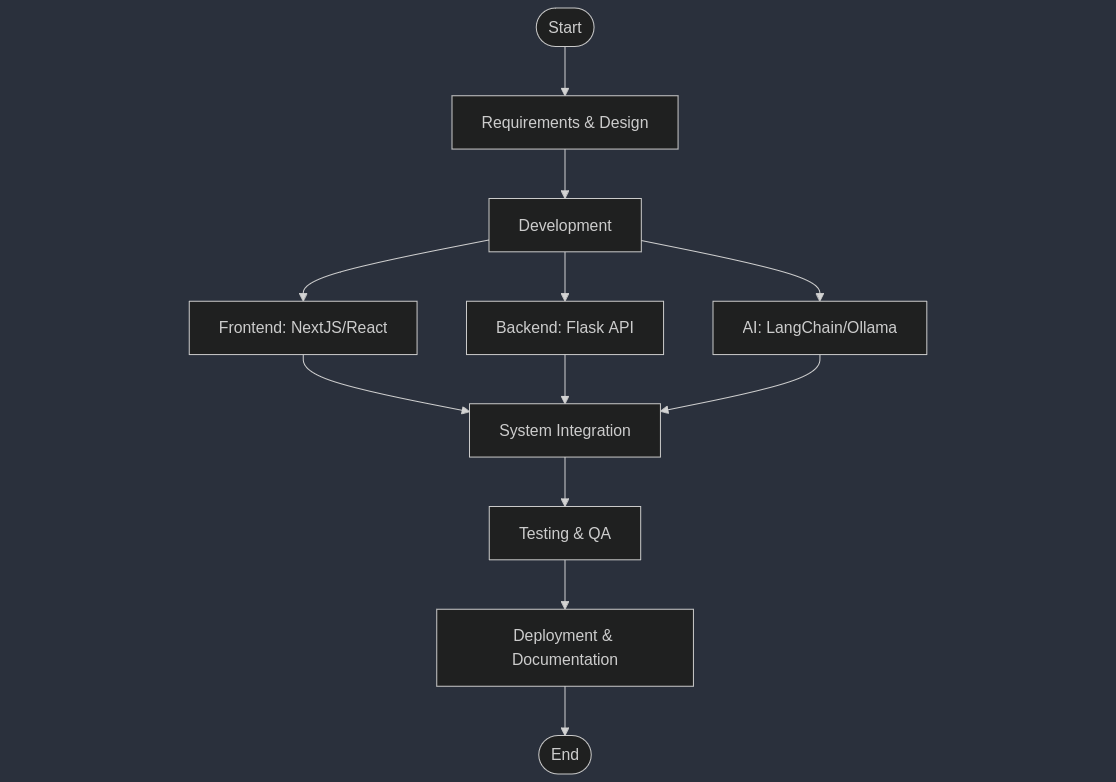 Start
Requirements & Design
Development
Frontend: NextJS/React
Backend: Flask API
AI: LangChain/Ollama
System Integration
Testing & QA
Deployment &
Documentation
End